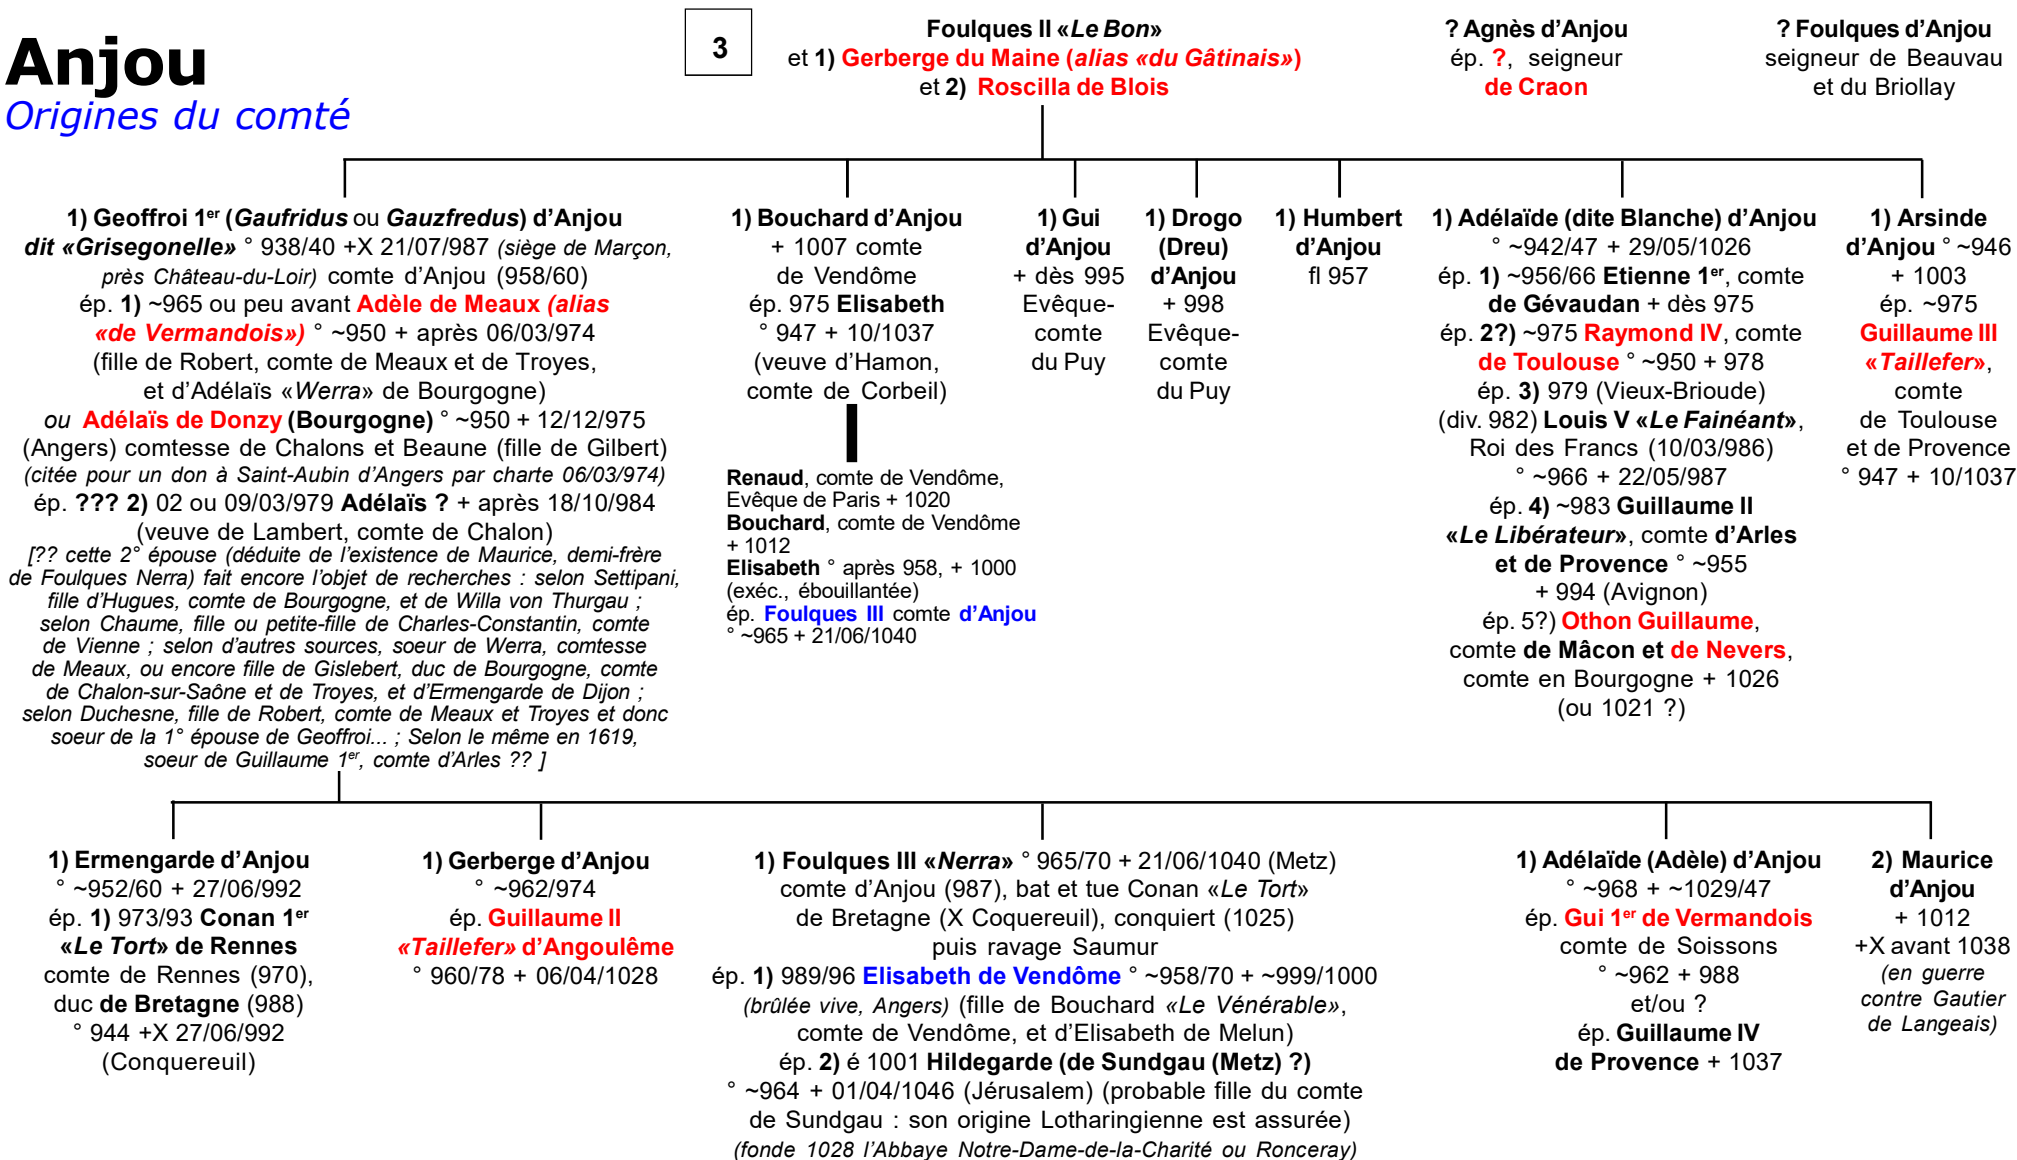 Anjou
Origines du comté
3
Foulques II «Le Bon»
et 1) Gerberge du Maine (alias «du Gâtinais»)
et 2) Roscilla de Blois
? Agnès d’Anjou
ép. ?, seigneur
de Craon
? Foulques d’Anjou
seigneur de Beauvau
et du Briollay
1) Geoffroi 1er (Gaufridus ou Gauzfredus) d’Anjou
dit «Grisegonelle» ° 938/40 +X 21/07/987 (siège de Marçon,
près Château-du-Loir) comte d’Anjou (958/60)
ép. 1) ~965 ou peu avant Adèle de Meaux (alias
«de Vermandois») ° ~950 + après 06/03/974
(fille de Robert, comte de Meaux et de Troyes,
et d’Adélaïs «Werra» de Bourgogne)
ou Adélaïs de Donzy (Bourgogne) ° ~950 + 12/12/975
(Angers) comtesse de Chalons et Beaune (fille de Gilbert)
(citée pour un don à Saint-Aubin d’Angers par charte 06/03/974)
ép. ??? 2) 02 ou 09/03/979 Adélaïs ? + après 18/10/984
(veuve de Lambert, comte de Chalon)
[?? cette 2° épouse (déduite de l’existence de Maurice, demi-frère
de Foulques Nerra) fait encore l’objet de recherches : selon Settipani,
fille d’Hugues, comte de Bourgogne, et de Willa von Thurgau ;
selon Chaume, fille ou petite-fille de Charles-Constantin, comte
de Vienne ; selon d’autres sources, soeur de Werra, comtesse
de Meaux, ou encore fille de Gislebert, duc de Bourgogne, comte
de Chalon-sur-Saône et de Troyes, et d’Ermengarde de Dijon ;
selon Duchesne, fille de Robert, comte de Meaux et Troyes et donc
soeur de la 1° épouse de Geoffroi... ; Selon le même en 1619,
soeur de Guillaume 1er, comte d’Arles ?? ]
1) Bouchard d’Anjou
+ 1007 comte
de Vendôme
ép. 975 Elisabeth
° 947 + 10/1037
(veuve d’Hamon,
comte de Corbeil)
Renaud, comte de Vendôme,
Evêque de Paris + 1020
Bouchard, comte de Vendôme
+ 1012
Elisabeth ° après 958, + 1000
(exéc., ébouillantée)
ép. Foulques III comte d’Anjou
° ~965 + 21/06/1040
1) Gui
d’Anjou
+ dès 995
Evêque-
comte
du Puy
1) Drogo
(Dreu)
d’Anjou
+ 998
Evêque-
comte
du Puy
1) Humbert
d’Anjou
fl 957
1) Adélaïde (dite Blanche) d’Anjou
° ~942/47 + 29/05/1026
ép. 1) ~956/66 Etienne 1er, comte
de Gévaudan + dès 975
ép. 2?) ~975 Raymond IV, comte
de Toulouse ° ~950 + 978
ép. 3) 979 (Vieux-Brioude)
(div. 982) Louis V «Le Fainéant»,
Roi des Francs (10/03/986)
° ~966 + 22/05/987
ép. 4) ~983 Guillaume II
«Le Libérateur», comte d’Arles
et de Provence ° ~955
+ 994 (Avignon)
ép. 5?) Othon Guillaume,
comte de Mâcon et de Nevers,
comte en Bourgogne + 1026
(ou 1021 ?)
1) Arsinde
d’Anjou ° ~946
+ 1003
ép. ~975
Guillaume III
«Taillefer»,
comte
de Toulouse
et de Provence
° 947 + 10/1037
1) Ermengarde d’Anjou
° ~952/60 + 27/06/992
ép. 1) 973/93 Conan 1er
«Le Tort» de Rennes
comte de Rennes (970),
duc de Bretagne (988)
° 944 +X 27/06/992
(Conquereuil)
1) Gerberge d’Anjou
° ~962/974
ép. Guillaume II
«Taillefer» d’Angoulême
° 960/78 + 06/04/1028
1) Foulques III «Nerra» ° 965/70 + 21/06/1040 (Metz)
comte d’Anjou (987), bat et tue Conan «Le Tort»
de Bretagne (X Coquereuil), conquiert (1025)
puis ravage Saumur
ép. 1) 989/96 Elisabeth de Vendôme ° ~958/70 + ~999/1000
(brûlée vive, Angers) (fille de Bouchard «Le Vénérable»,
comte de Vendôme, et d’Elisabeth de Melun)
ép. 2) é 1001 Hildegarde (de Sundgau (Metz) ?)
° ~964 + 01/04/1046 (Jérusalem) (probable fille du comte
de Sundgau : son origine Lotharingienne est assurée)
(fonde 1028 l’Abbaye Notre-Dame-de-la-Charité ou Ronceray)
1) Adélaïde (Adèle) d’Anjou
° ~968 + ~1029/47
ép. Gui 1er de Vermandois
comte de Soissons
° ~962 + 988
et/ou ?
ép. Guillaume IV
de Provence + 1037
2) Maurice
d’Anjou
+ 1012
+X avant 1038
(en guerre
contre Gautier
de Langeais)